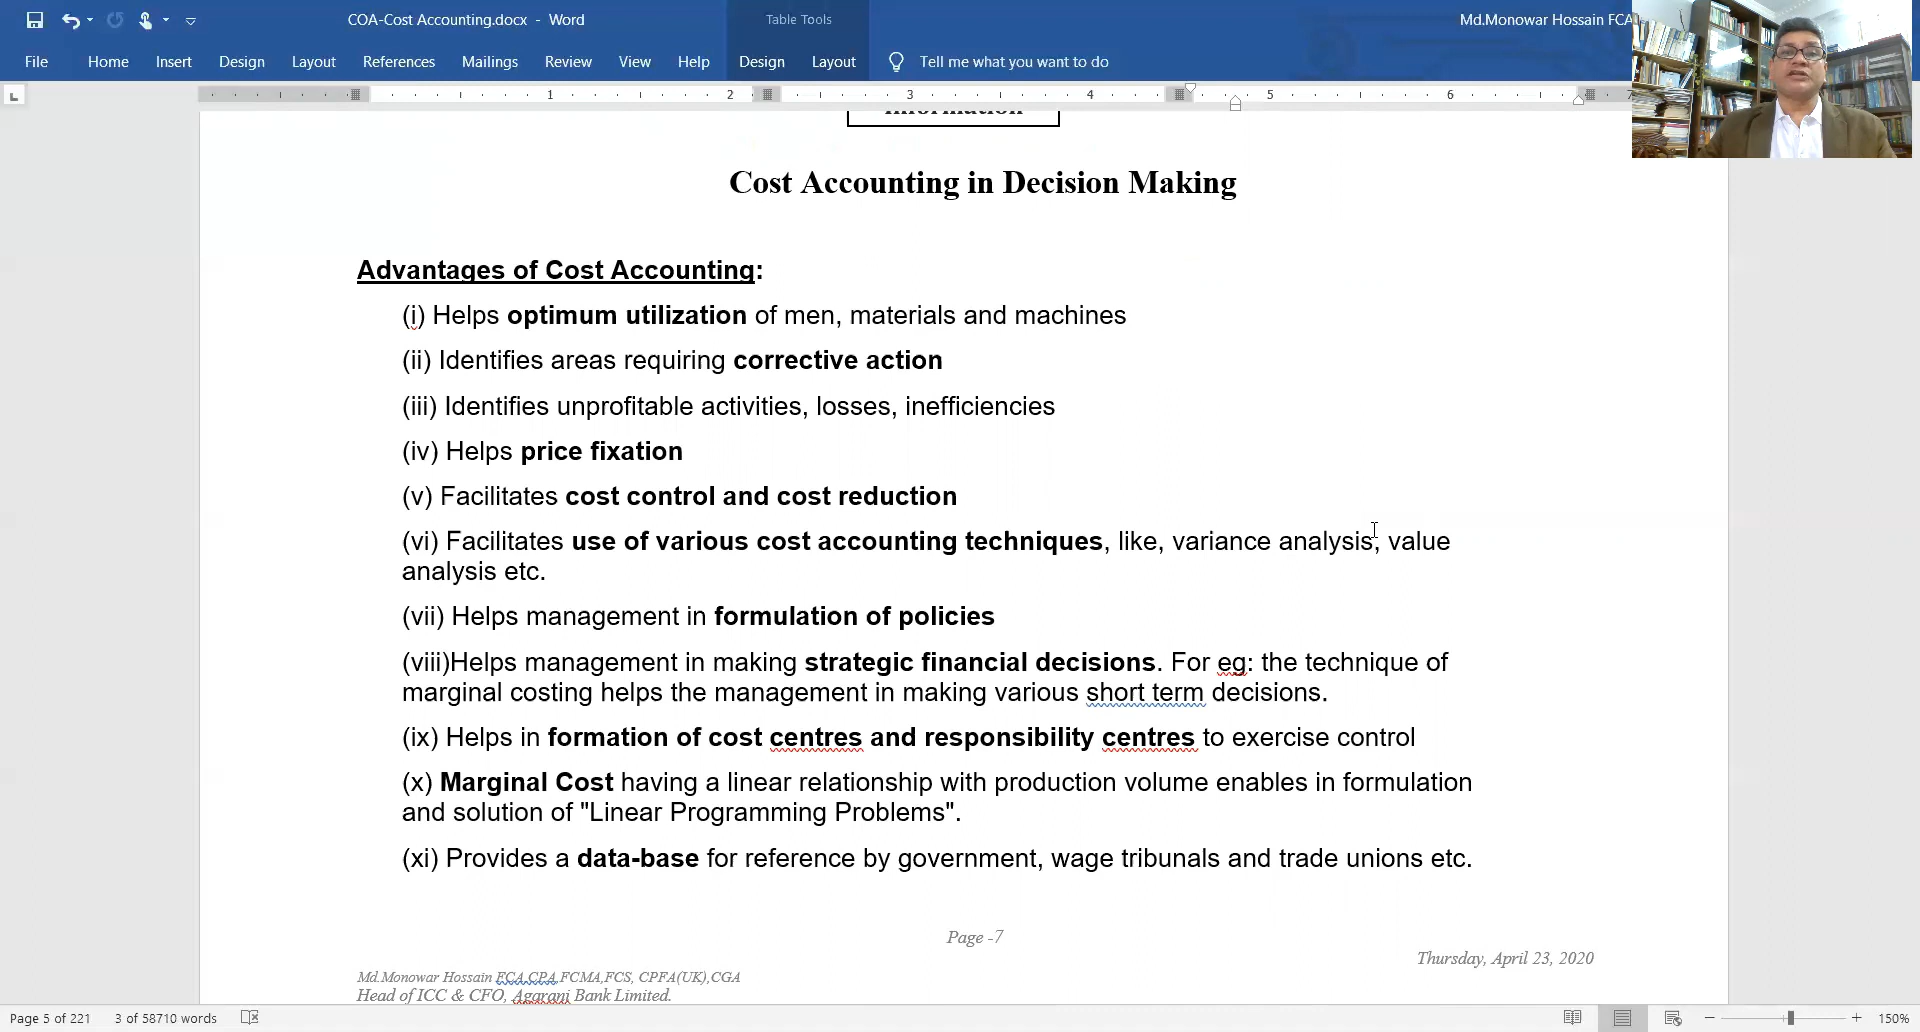 COA-Cost Accounting.docx - Word
Table Tools
Md.Monowar Hossain FCA
File Home Insert Design Layout References Mailings Review View Help Design Layout Tell me what you want to do
1 2 3 4 5 6 7
Information
Cost Accounting in Decision Making
Advantages of Cost Accounting:
(i) Helps optimum utilization of men, materials and machines
(ii) Identifies areas requiring corrective action
(iii) Identifies unprofitable activities, losses, inefficiencies
(iv) Helps price fixation
(v) Facilitates cost control and cost reduction
(vi) Facilitates use of various cost accounting techniques, like, variance analysis, value
analysis etc.
(vii) Helps management in formulation of policies
(viii)Helps management in making strategic financial decisions. For eg: the technique of
marginal costing helps the management in making various short term decisions.
(ix) Helps in formation of cost centres and responsibility centres to exercise control
(x) Marginal Cost having a linear relationship with production volume enables in formulation
and solution of "Linear Programming Problems".
(xi) Provides a data-base for reference by government, wage tribunals and trade unions etc.
Page -7
Thursday, April 23, 2020
Md.Monowar Hossain FCA,CPA,FCMA,FCS, CPFA(UK),CGA
Head of ICC & CFO, Agarani Bank Limited.
Page 5 of 221 3 of 58710 words 150%